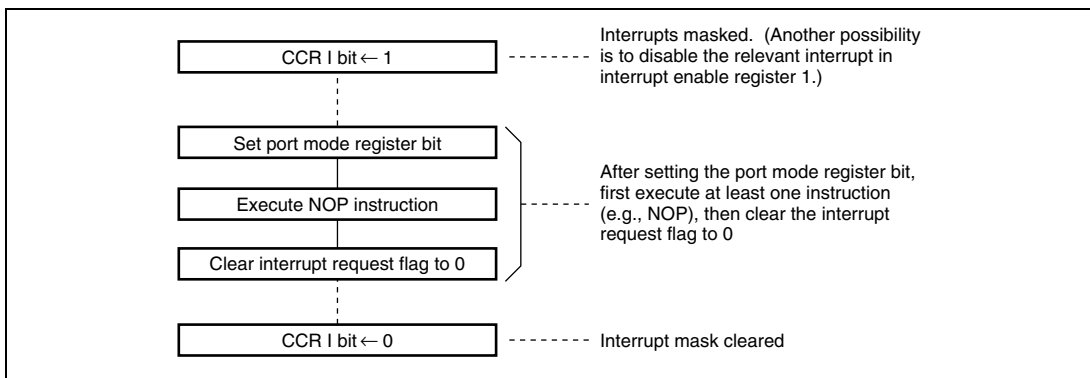 CCR I bit ← 1
Interrupts masked. (Another possibility
is to disable the relevant interrupt in
interrupt enable register 1.)
Set port mode register bit
Execute NOP instruction
Clear interrupt request flag to 0
After setting the port mode register bit,
first execute at least one instruction
(e.g., NOP), then clear the interrupt
request flag to 0
CCR I bit ← 0
Interrupt mask cleared